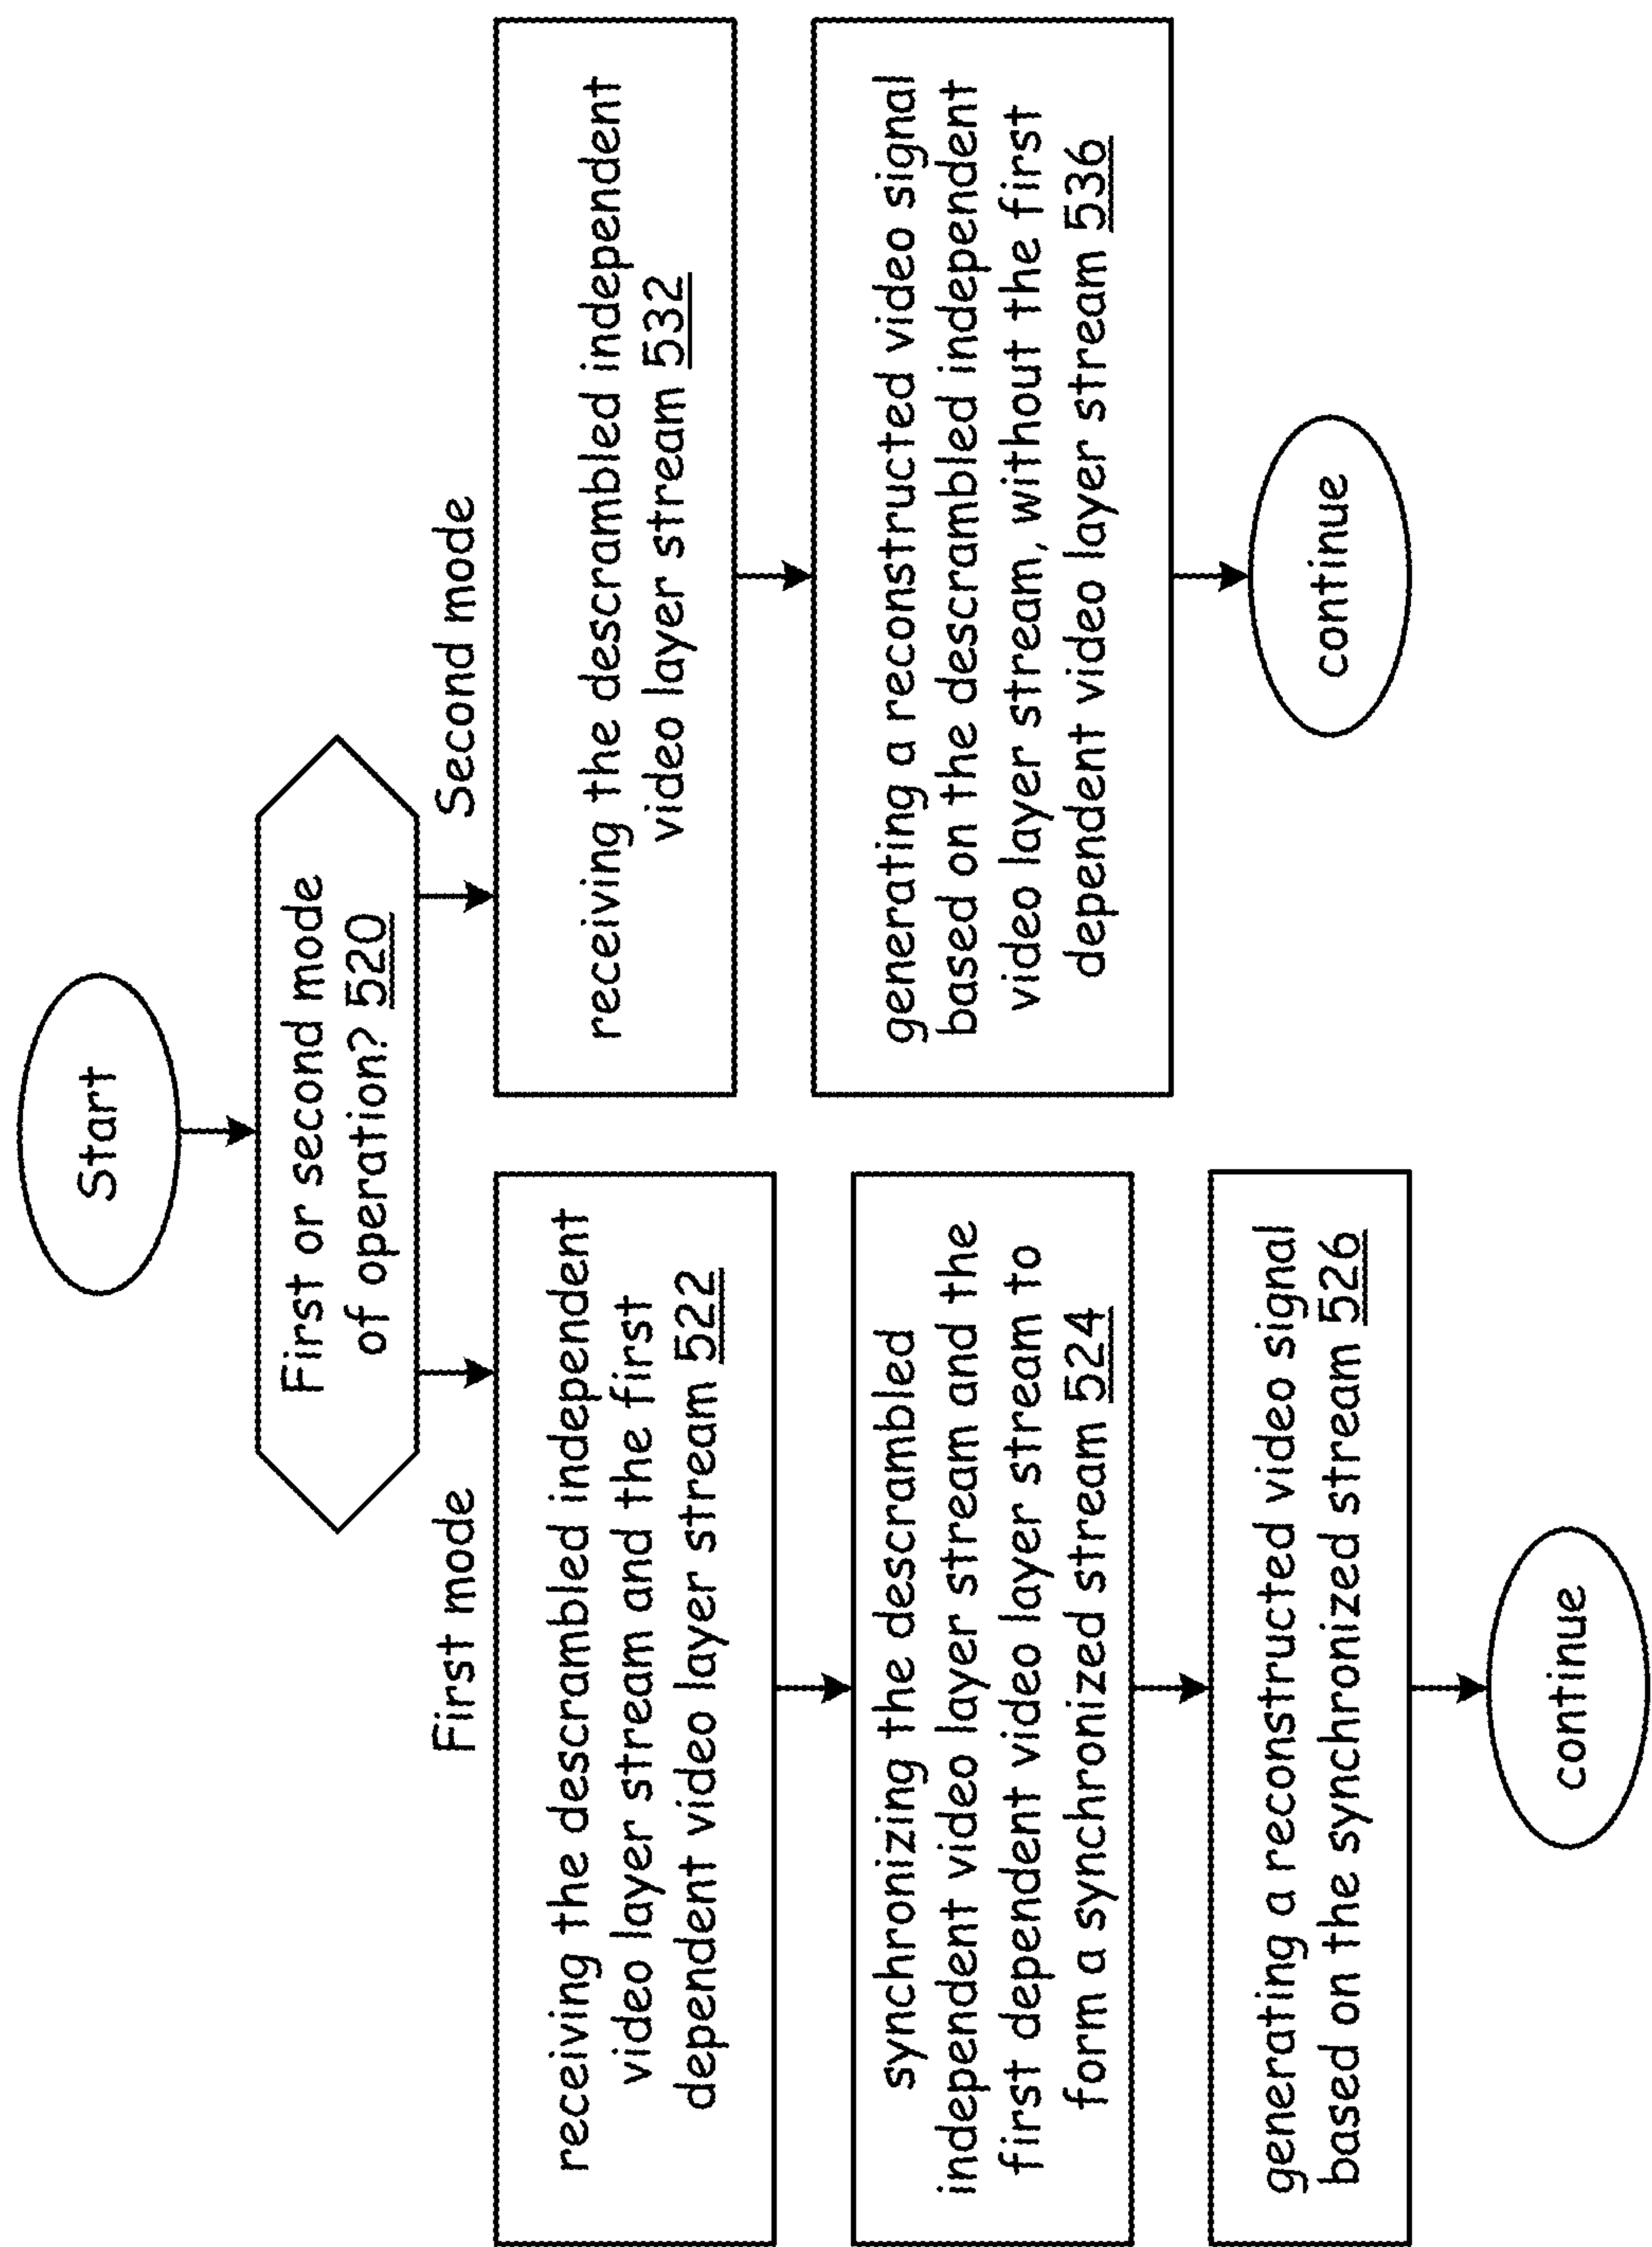 Start
First or second mode
of operation? 520
First mode
receiving the descrambled independent
video layer stream and the first
dependent video layer stream 522
synchronizing the descrambled
independent video layer stream and the
first dependent video layer stream to
form a synchronized stream 524
generating a reconstructed video signal
based on the synchronized stream 526
continue
Second mode
receiving the descrambled independent
video layer stream 532
generating a reconstructed video signal
based on the descrambled independent
video layer stream, without the first
dependent video layer stream 536
continue